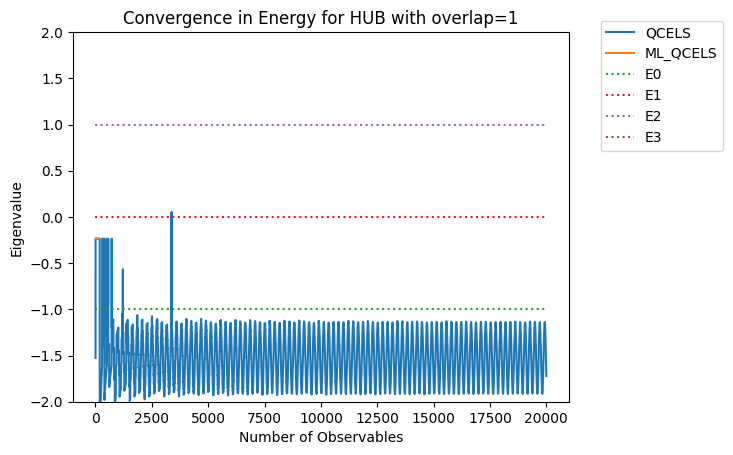 Convergence in Energy for HUB with overlap=1
2.0
1.5
1.0
0.5
0.0
−0.5
−1.0
−1.5
−2.0
Eigenvalue
0
2500
5000
7500
10000
12500
15000
17500
20000
Number of Observables
QCELS
ML_QCELS
E0
E1
E2
E3